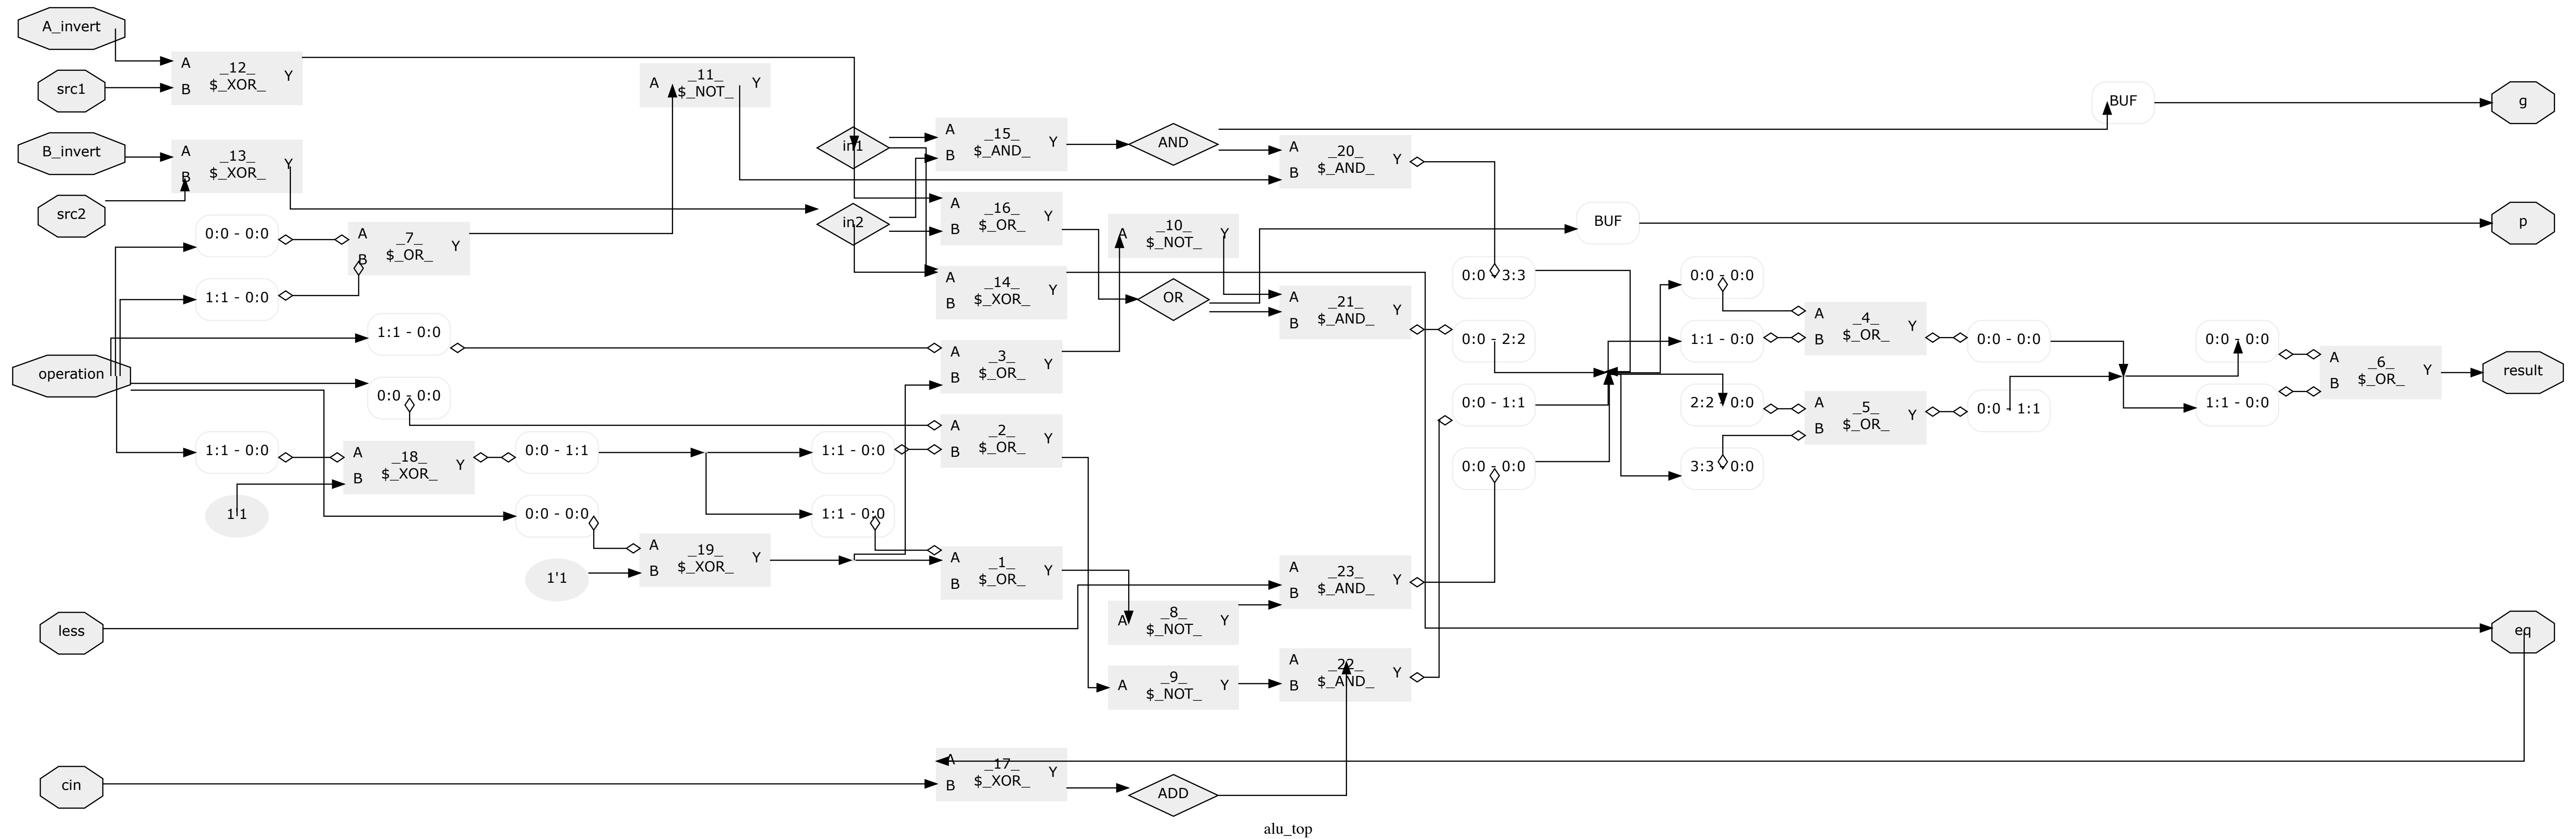 A_invert
src1
B_invert
src2
operation
less
cin
A _12_ Y
B $_XOR_
A _13_ Y
B $_XOR_
0:0 - 0:0
1:1 - 0:0
A _7_ Y
B $_OR_
1:1 - 0:0
0:0 - 0:0
1:1 - 0:0
A _18_ Y
B $_XOR_
1'1
0:0 - 1:1
0:0 - 0:0
1'1
A _19_ Y
B $_XOR_
A _11_ Y
$_NOT_
in1
in2
1:1 - 0:0
1:1 - 0:0
A _15_ Y
B $_AND_
A _16_ Y
B $_OR_
A _14_ Y
B $_XOR_
A _3_ Y
B $_OR_
A _2_ Y
B $_OR_
A _1_ Y
B $_OR_
A _17_ Y
B $_XOR_
AND
A _10_ Y
$_NOT_
OR
A _8_ Y
$_NOT_
A _9_ Y
$_NOT_
ADD
A _20_ Y
B $_AND_
A _21_ Y
B $_AND_
A _23_ Y
B $_AND_
A _22_ Y
B $_AND_
0:0 - 3:3
0:0 - 2:2
0:0 - 1:1
0:0 - 0:0
BUF
0:0 - 0:0
1:1 - 0:0
2:2 - 0:0
3:3 - 0:0
A _4_ Y
B $_OR_
A _5_ Y
B $_OR_
0:0 - 0:0
0:0 - 1:1
BUF
0:0 - 0:0
1:1 - 0:0
A _6_ Y
B $_OR_
g
p
result
eq
alu_top